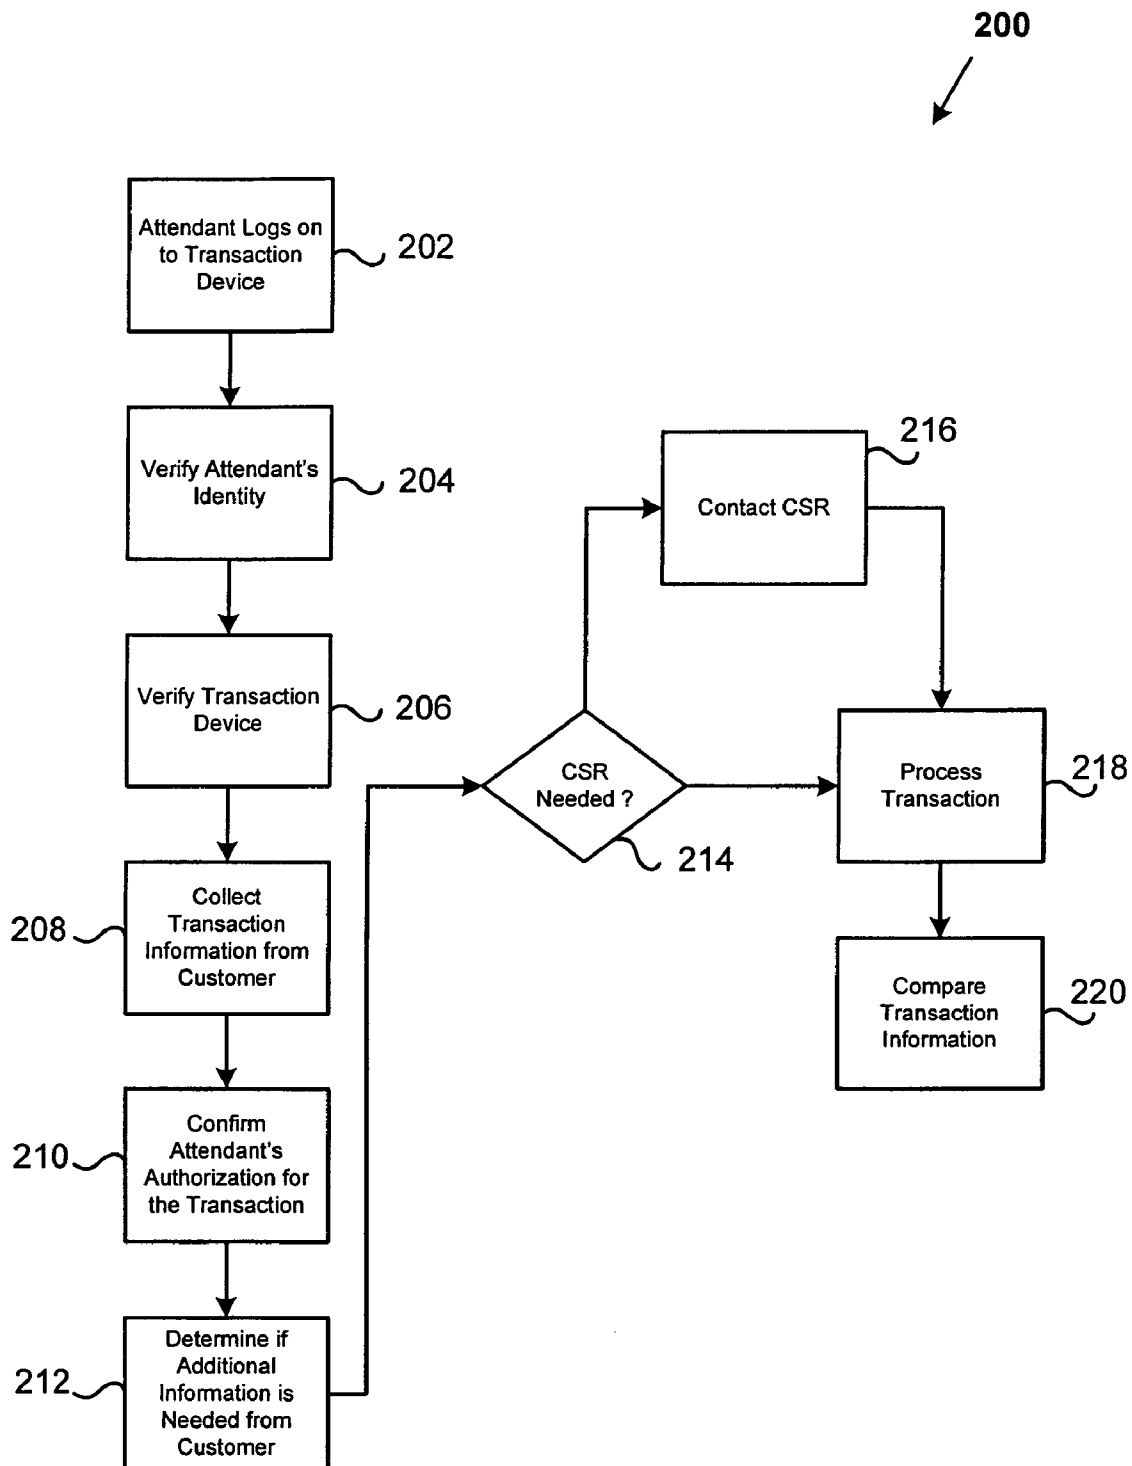 200
Attendant Logs on
to Transaction
Device
202
Verify Attendant's
Identity
204
Verify Transaction
Device
206
Collect
Transaction
Information from
Customer
208
Confirm
Attendant's
Authorization for
the Transaction
210
Determine if
Additional
Information is
Needed from
Customer
212
CSR
Needed ?
214
Contact CSR
216
Process
Transaction
218
Compare
Transaction
Information
220